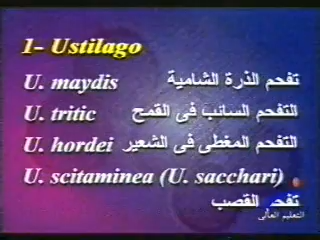 1- Ustilago
U. maydis تفحم الذرة الشامية
U. tritic التفحم السائب فى القمح
U. hordei التفحم المغطى فى الشعير
U. scitaminea (U. sacchari)
تفحم القصب
التعليم العالى